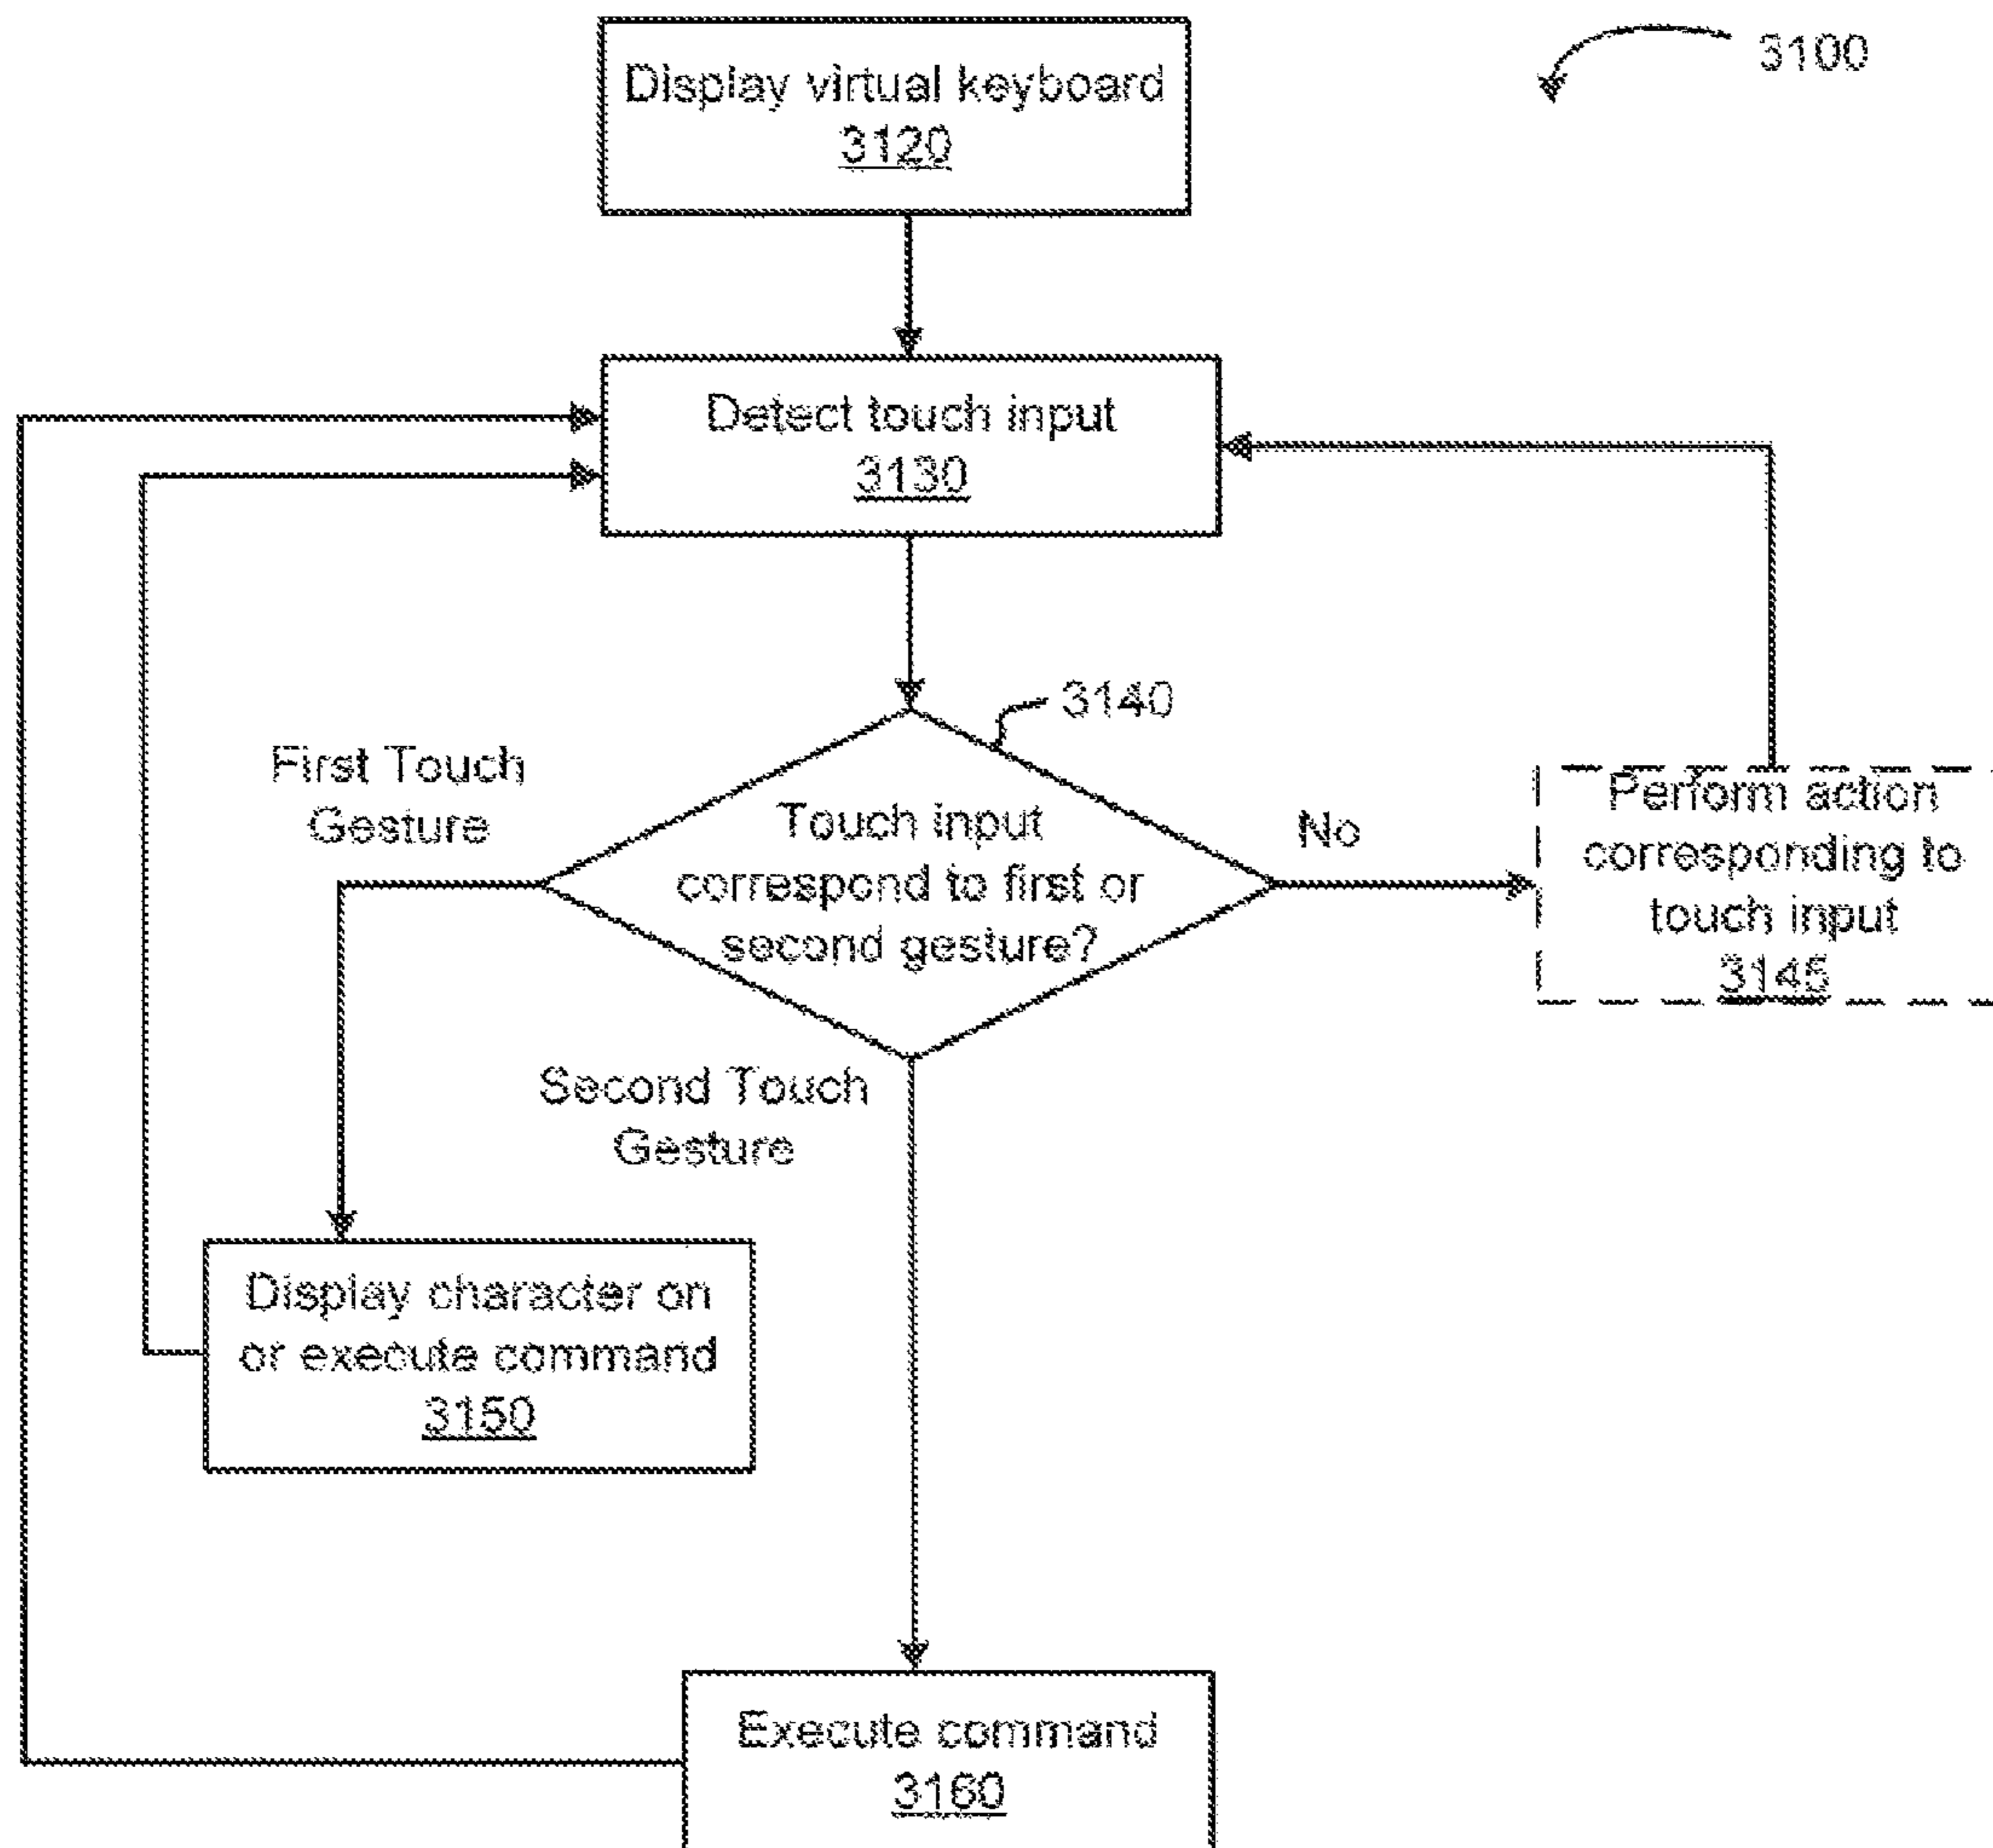 3100
Display virtual keyboard
3120
Detect touch input
3130
3140
First Touch
Gesture
Touch input
correspond to first or
second gesture?
No
Perform action
corresponding to
touch input
3145
Second Touch
Gesture
Display character on
or execute command
3150
Execute command
3160